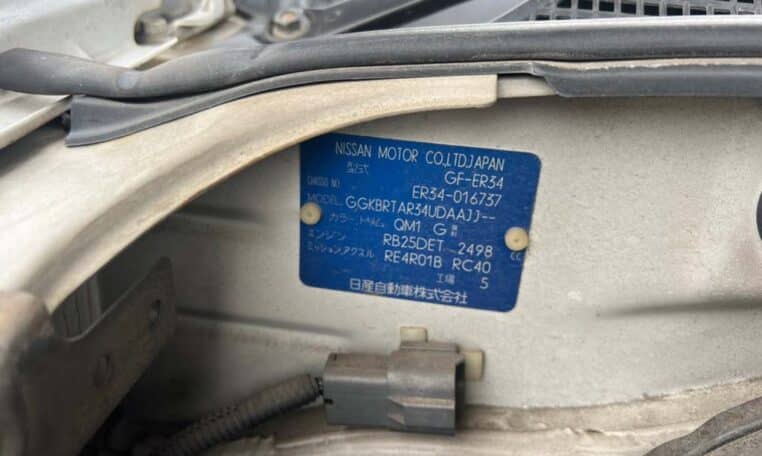 NISSAN MOTOR CO.,LTD.JAPAN
型式 GF-ER34
CHASSIS NO. ER34-016737
MODEL GGKBRTAR34UDAAJJ--
カラー・トリム QM1 G
エンジン RB25DET 2498 CC
ミッション,アクスル RE4R01B RC40
工場 5
日産自動車株式会社